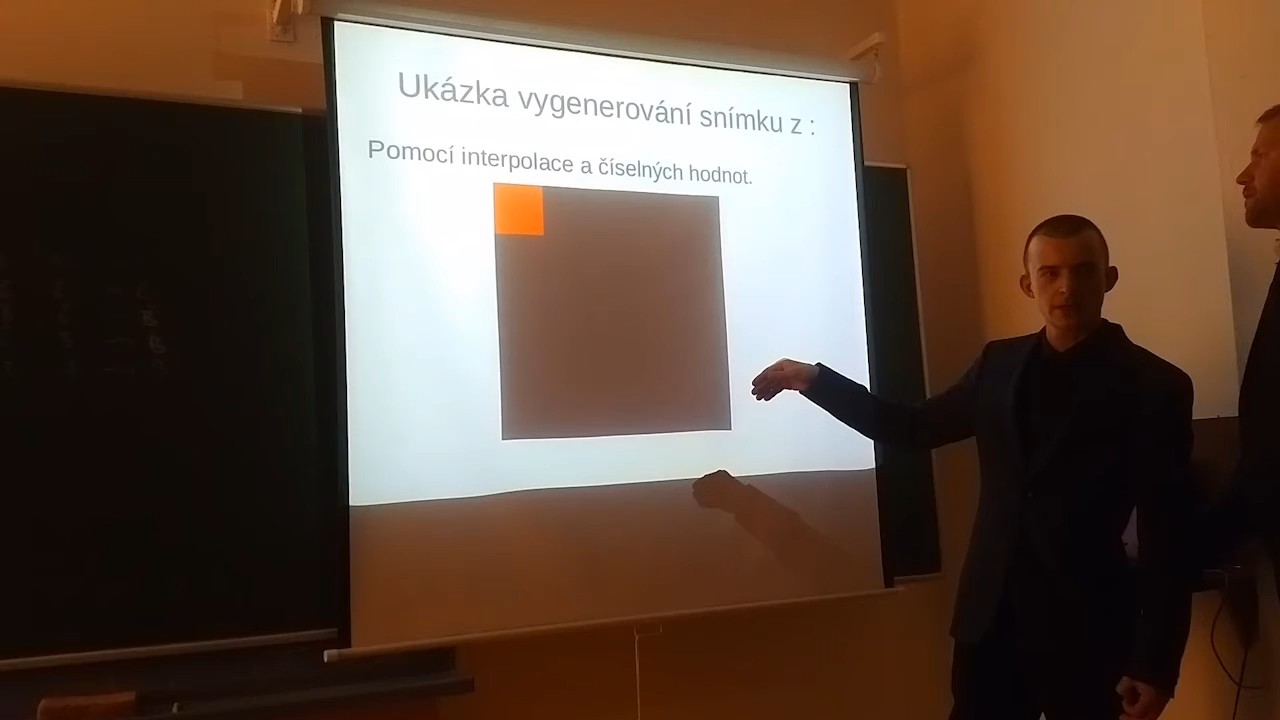 Ukázka vygenerování snímku z :
Pomocí interpolace a číselných hodnot.